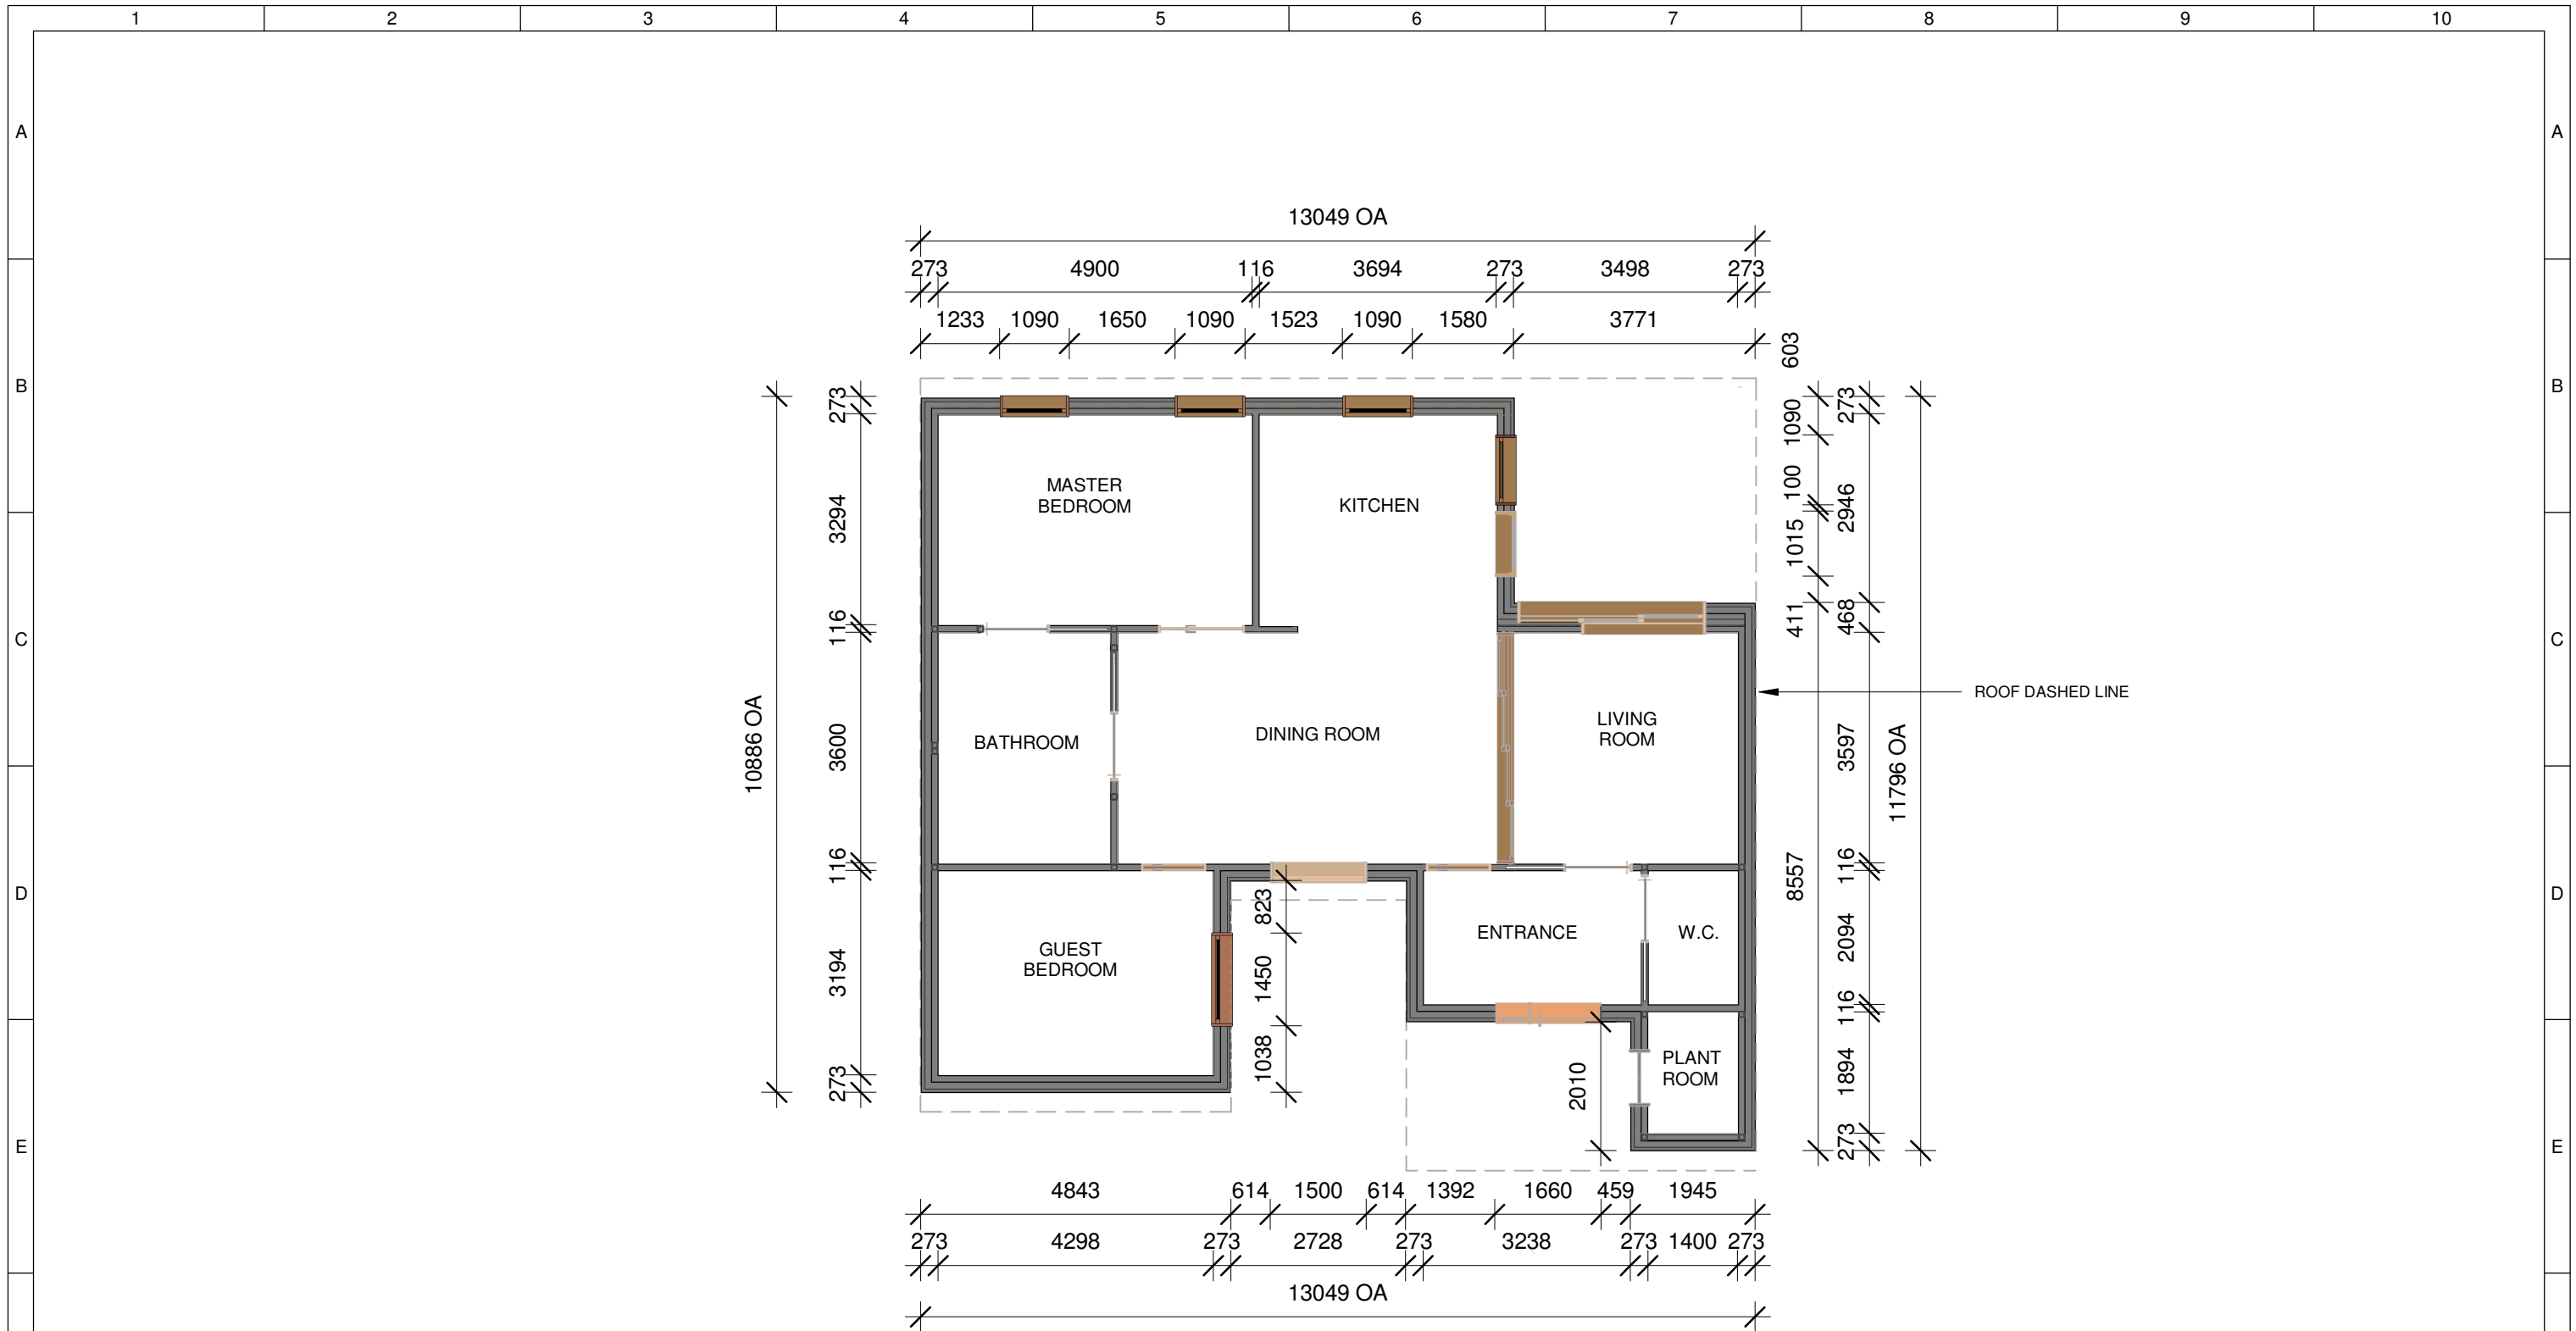 1 2 3 4 5 6 7 8 9 10
A A
13049 OA
273 4900 116 3694 273 3498 273
1233 1090 1650 1090 1523 1090 1580 3771
603
B B
273 1090 273
MASTER
BEDROOM
KITCHEN
3294 100 2946
1015
C C
116 411 468
ROOF DASHED LINE
LIVING
ROOM
DINING ROOM
BATHROOM
10886 OA 3600 3597 11796 OA
116 8557 116
D D
823
ENTRANCE
W.C.
GUEST
BEDROOM
3194 1450 2094
116
PLANT
ROOM
273 1038 2010 1894
E E
273
4843 614 1500 614 1392 1660 459 1945
273 4298 273 2728 273 3238 273 1400 273
13049 OA